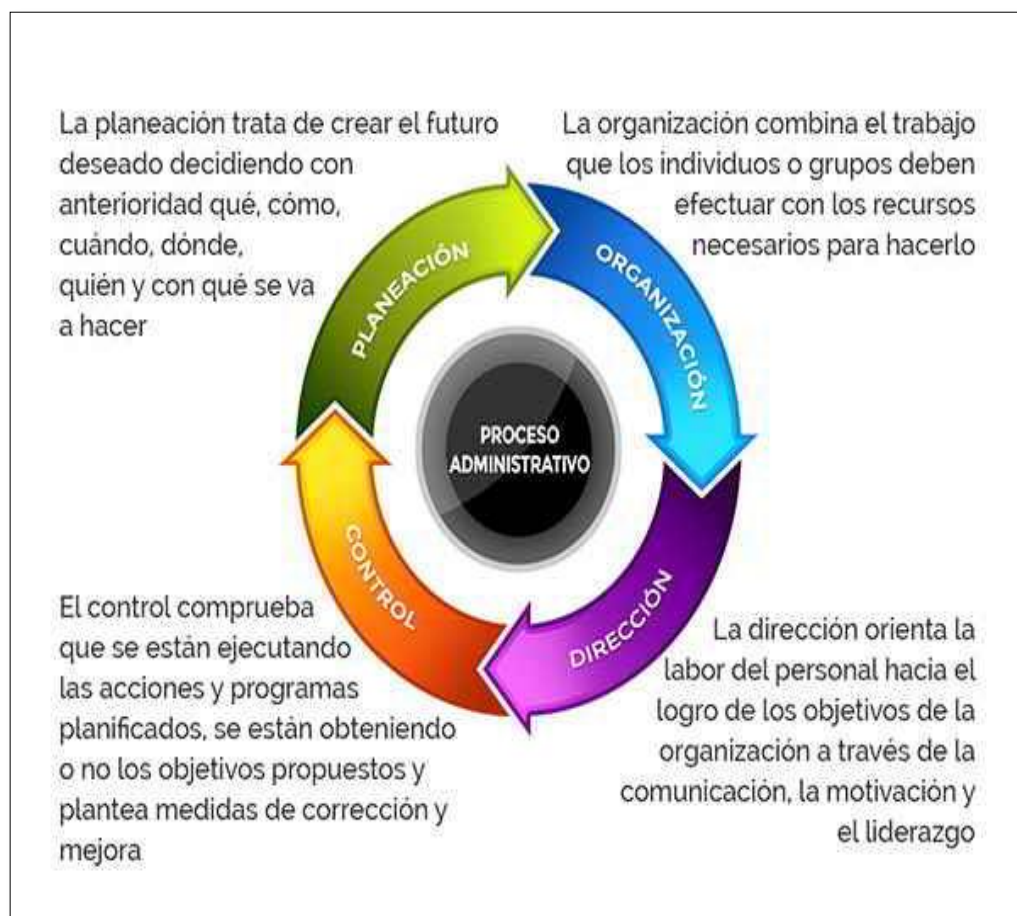 La planeación trata de crear el futuro
deseado decidiendo con
anterioridad qué, cómo,
cuándo, dónde,
quién y con qué se va
a hacer
La organización combina el trabajo
que los individuos o grupos deben
efectuar con los recursos
necesarios para hacerlo
PLANEACIÓN
ORGANIZACIÓN
PROCESO
ADMINISTRATIVO
CONTROL
DIRECCIÓN
El control comprueba
que se están ejecutando
las acciones y programas
planificados, se están obteniendo
o no los objetivos propuestos y
plantea medidas de corrección y
mejora
La dirección orienta la
labor del personal hacia el
logro de los objetivos de la
organización a través de la
comunicación, la motivación y
el liderazgo